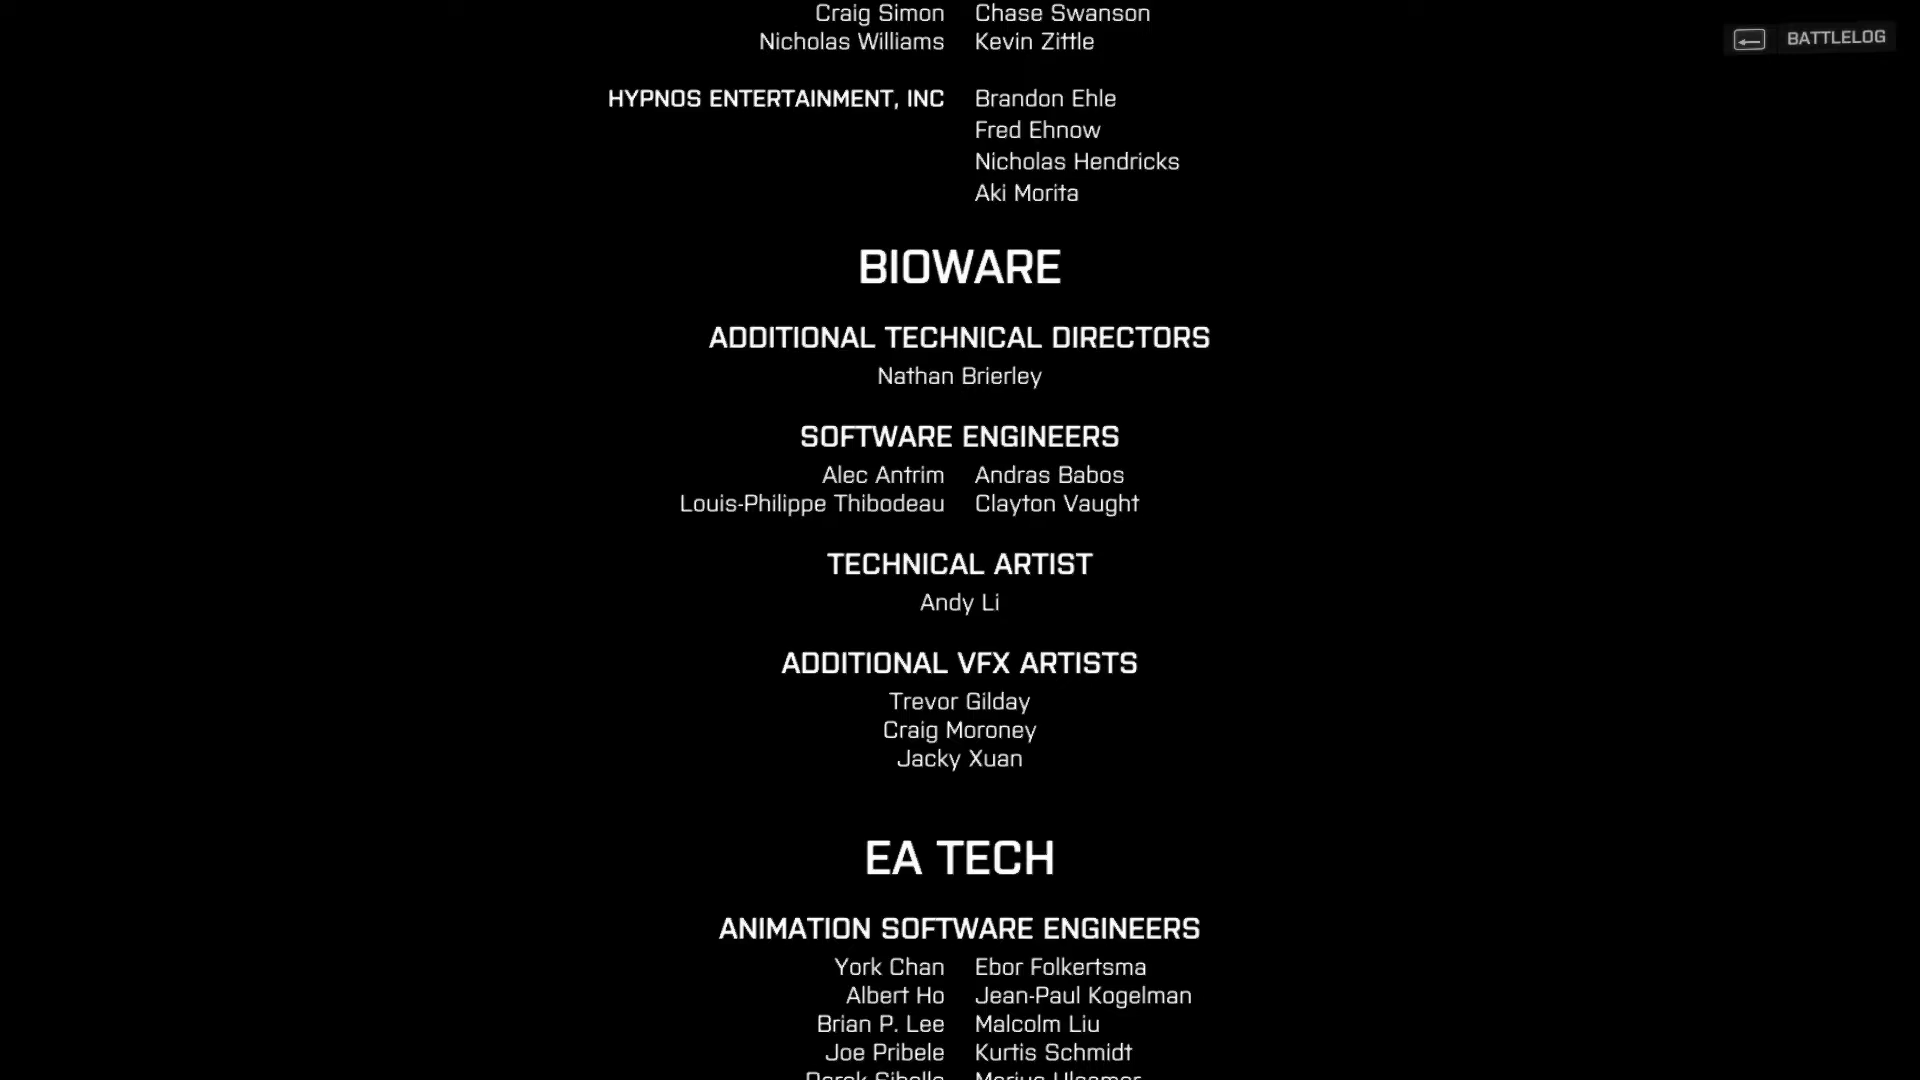 Craig Simon Chase Swanson
Nicholas Williams Kevin Zittle
BATTLELOG
HYPNOS ENTERTAINMENT, INC Brandon Ehle
Fred Ehnow
Nicholas Hendricks
Aki Morita
BIOWARE
ADDITIONAL TECHNICAL DIRECTORS
Nathan Brierley
SOFTWARE ENGINEERS
Alec Antrim Andras Babos
Louis-Philippe Thibodeau Clayton Vaught
TECHNICAL ARTIST
Andy Li
ADDITIONAL VFX ARTISTS
Trevor Gilday
Craig Moroney
Jacky Xuan
EA TECH
ANIMATION SOFTWARE ENGINEERS
York Chan Ebor Folkertsma
Albert Ho Jean-Paul Kogelman
Brian P. Lee Malcolm Liu
Joe Pribele Kurtis Schmidt